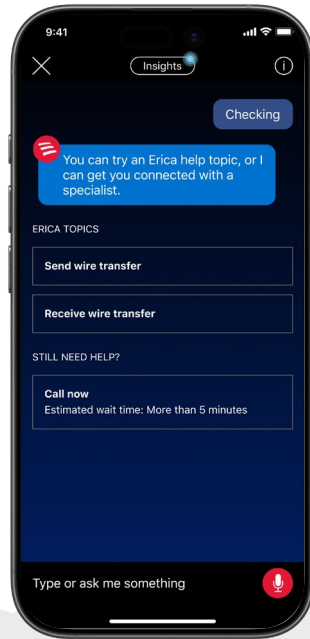 9:41
Insights
Checking
You can try an Erica help topic, or I
can get you connected with a
specialist.
ERICA TOPICS
Send wire transfer
Receive wire transfer
STILL NEED HELP?
Call now
Estimated wait time: More than 5 minutes
Type or ask me something